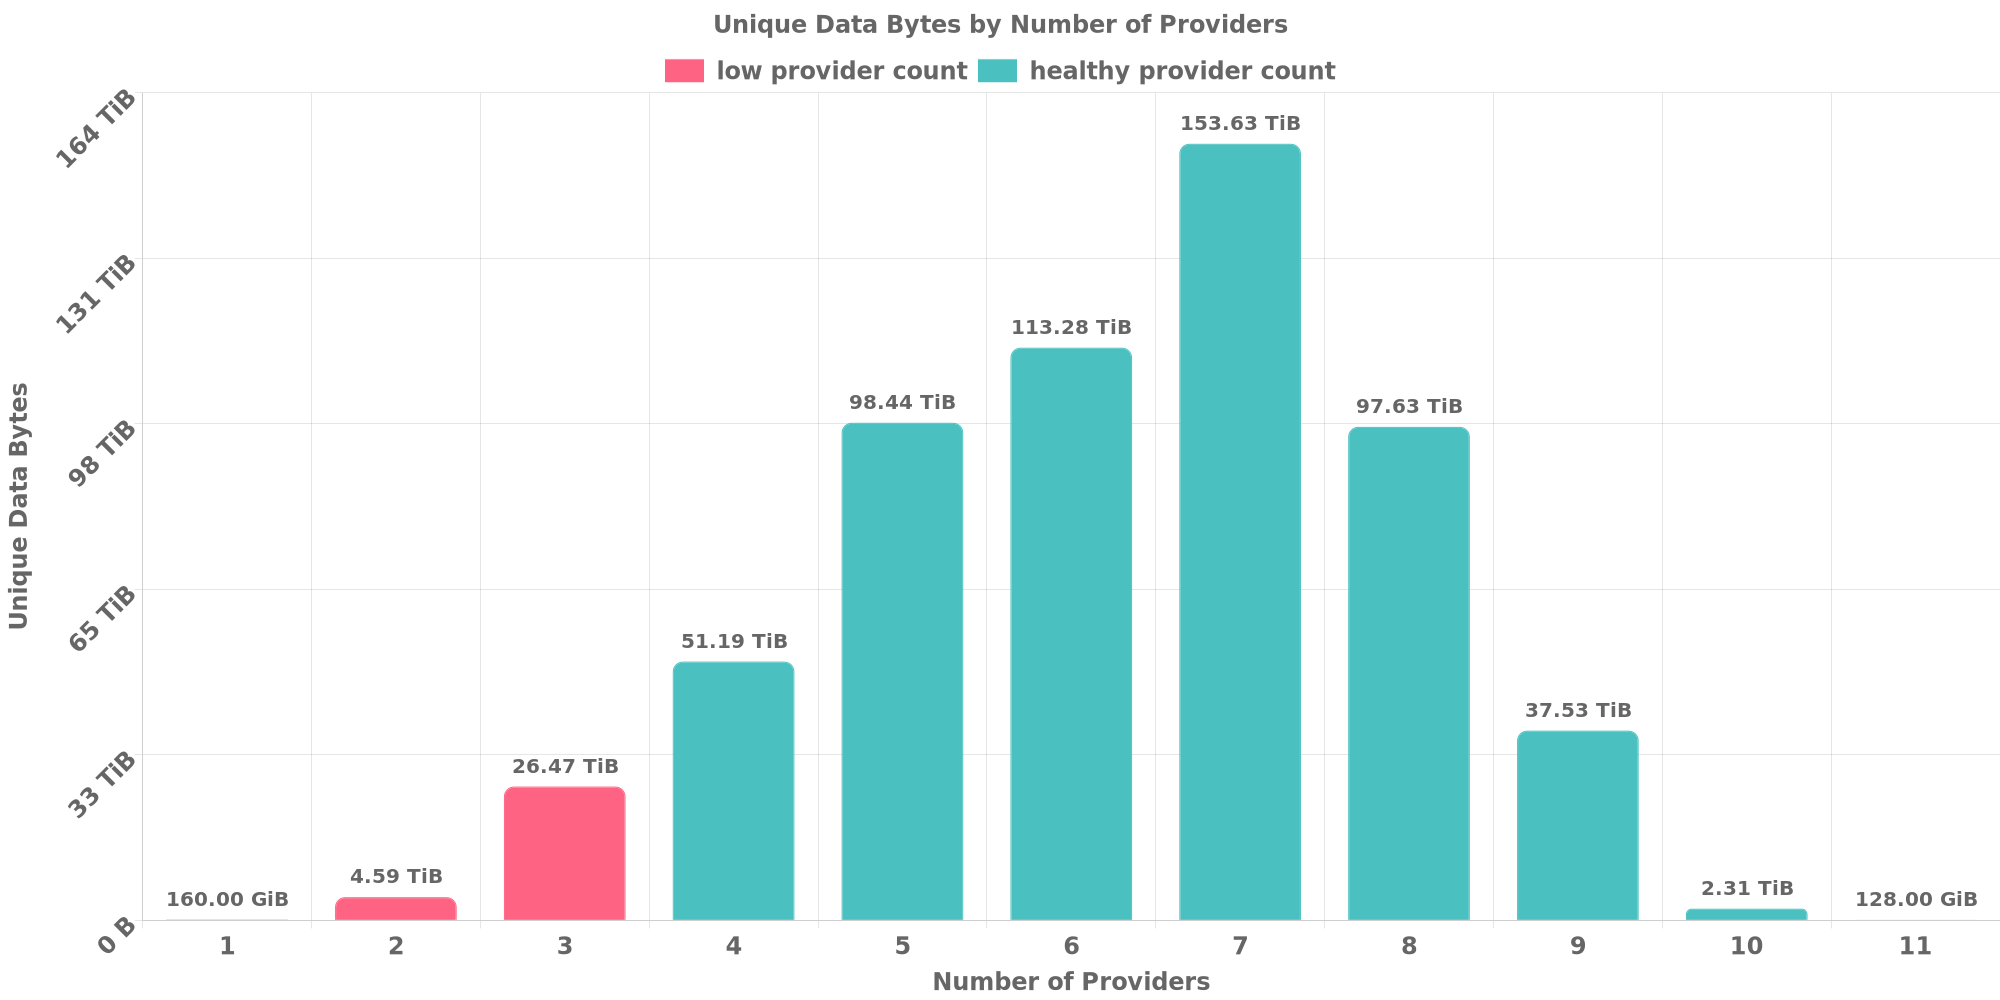 Unique Data Bytes by Number of Providers
low provider count healthy provider count
164 TiB
131 TiB
98 TiB
65 TiB
33 TiB
0 B
Unique Data Bytes
160.00 GiB
4.59 TiB
26.47 TiB
51.19 TiB
98.44 TiB
113.28 TiB
153.63 TiB
97.63 TiB
37.53 TiB
2.31 TiB
128.00 GiB
1 2 3 4 5 6 7 8 9 10 11
Number of Providers